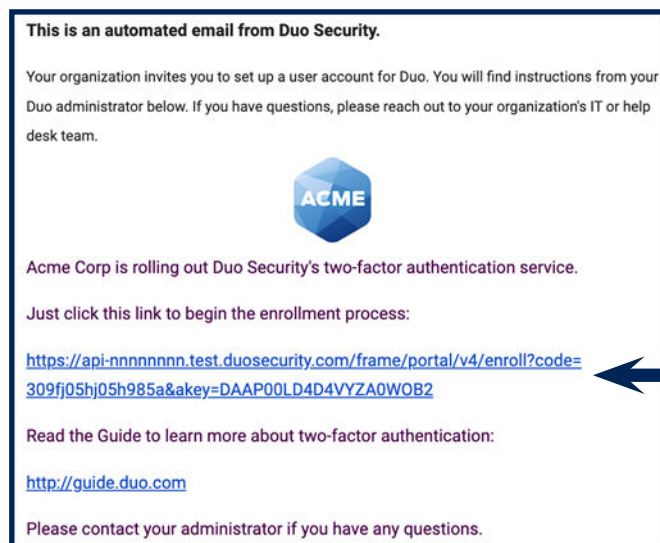 This is an automated email from Duo Security.
Your organization invites you to set up a user account for Duo. You will find instructions from your
Duo administrator below. If you have questions, please reach out to your organization's IT or help
desk team.
ACME
Acme Corp is rolling out Duo Security's two-factor authentication service.
Just click this link to begin the enrollment process:
https://api-nnnnnnnn.test.duosecurity.com/frame/portal/v4/enroll?code=
309fj05hj05h985a&akey=DAAP00LD4D4VYZA0WOB2
Read the Guide to learn more about two-factor authentication:
http://guide.duo.com
Please contact your administrator if you have any questions.